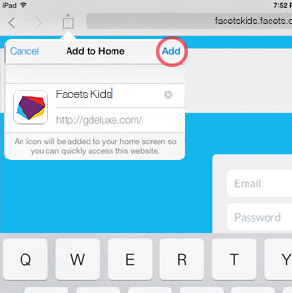 iPad 7:52 P
facetskids.facets.c
Cancel Add to Home Add
Facets Kids
http://gdeluxe.com/
An icon will be added to your home screen so
you can quickly access this website.
Email
Password
Q W E R T Y